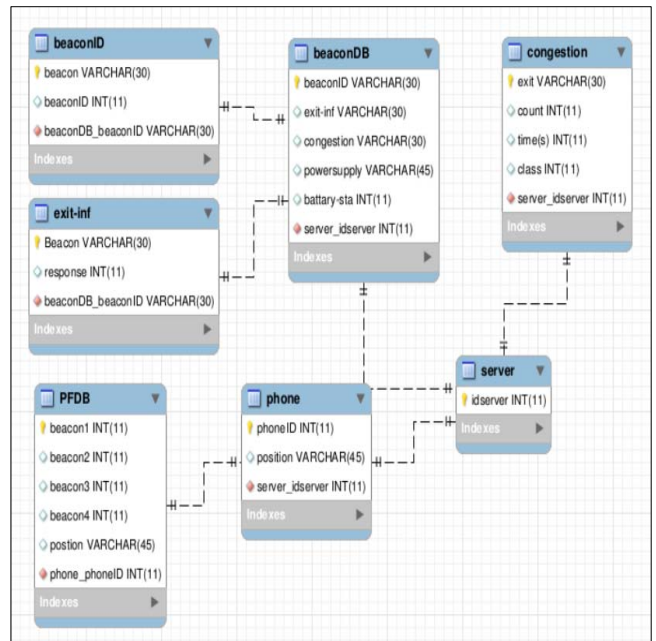 beaconID
beacon VARCHAR(30)
beaconID INT(11)
beaconDB_beaconID VARCHAR(30)
Indexes
beaconDB
beaconID VARCHAR(30)
exit-inf VARCHAR(30)
congestion VARCHAR(30)
powersupply VARCHAR(45)
battary-sta INT(11)
server_idserver INT(11)
Indexes
congestion
exit VARCHAR(30)
count INT(11)
time(s) INT(11)
class INT(11)
server_idserver INT(11)
Indexes
exit-inf
Beacon VARCHAR(30)
response INT(11)
beaconDB_beaconID VARCHAR(30)
Indexes
PFDB
beacon1 INT(11)
beacon2 INT(11)
beacon3 INT(11)
beacon4 INT(11)
postion VARCHAR(45)
phone_phoneID INT(11)
Indexes
phone
phoneID INT(11)
position VARCHAR(45)
server_idserver INT(11)
Indexes
server
idserver INT(11)
Indexes